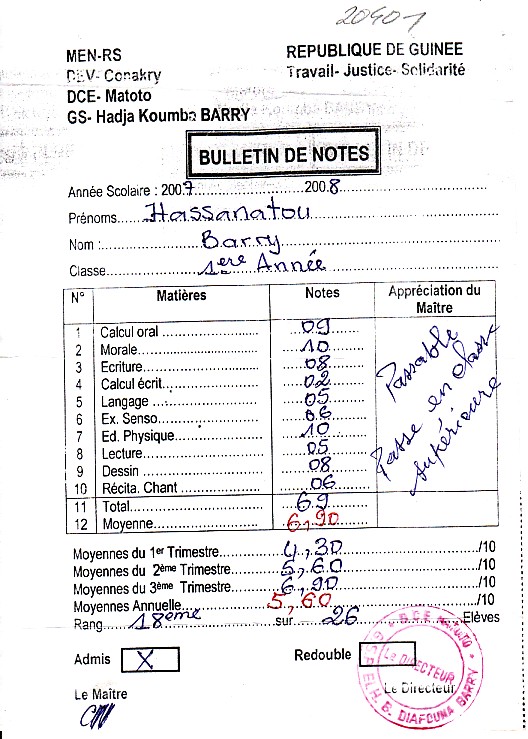 20401
MEN-RS
DEV- Conakry
DCE- Matoto
GS- Hadja Koumba BARRY
REPUBLIQUE DE GUINEE
Travail- Justice- Solidarité
BULLETIN DE NOTES
Année Scolaire : 2007 2008
Prénoms Hassanatou
Nom : Barry
Classe 1ère Année
N° Matières Notes Appréciation du Maître
1 Calcul oral 09
2 Morale 10
3 Ecriture 08
4 Calcul écrit 02
5 Langage 05
6 Ex. Senso 06
7 Ed. Physique 10
8 Lecture 05
9 Dessin 08
10 Récita. Chant 06
11 Total 69
12 Moyenne 6,90
Passable
Passe en classe
Supérieure
Moyennes du 1er Trimestre 4,30 /10
Moyennes du 2ème Trimestre 5,60 /10
Moyennes du 3ème Trimestre 6,90 /10
Moyennes Annuelle 5,60 /10
Rang 18ème sur 26 Elèves
Admis X Redouble
Le Maître Le Directeur
D.C.E. MATOTO
Le DIRECTEUR
ELH. B. DIAFOUNA BARRY